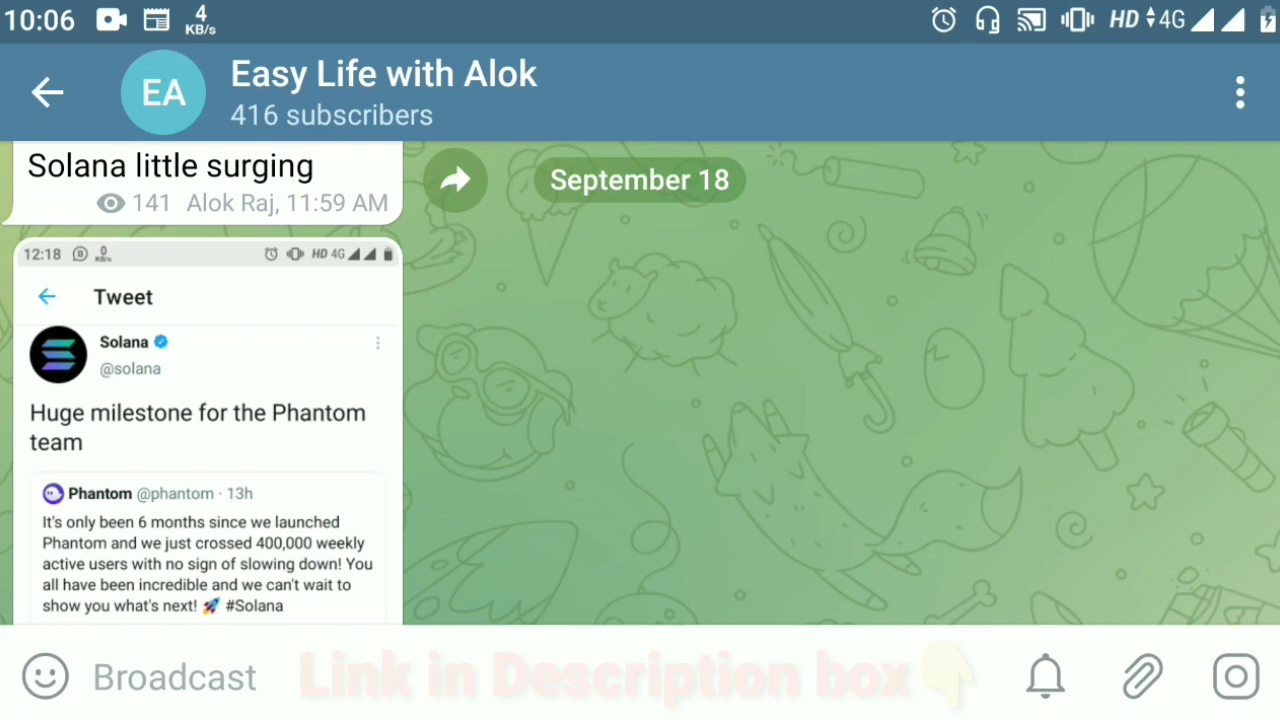 10:06 4 KB/s HD 4G
EA
Easy Life with Alok
416 subscribers
Solana little surging
141 Alok Raj, 11:59 AM
September 18
12:18 0 KB/s HD 4G
Tweet
Solana
@solana
Huge milestone for the Phantom
team
Phantom @phantom · 13h
It's only been 6 months since we launched
Phantom and we just crossed 400,000 weekly
active users with no sign of slowing down! You
all have been incredible and we can't wait to
show you what's next! 🚀 #Solana
Broadcast
Link in Description box👇